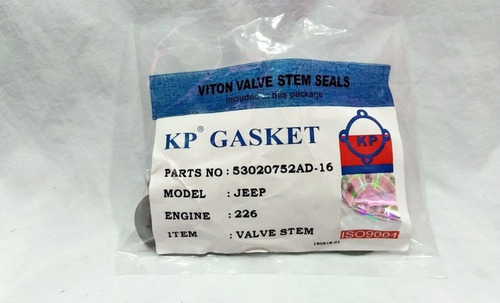 VITON VALVE STEM SEALS
included in this package
KP® GASKET
KP
PARTS NO : 53020752AD-16
MODEL : JEEP
ENGINE : 226
ITEM : VALVE STEM
ISO9001